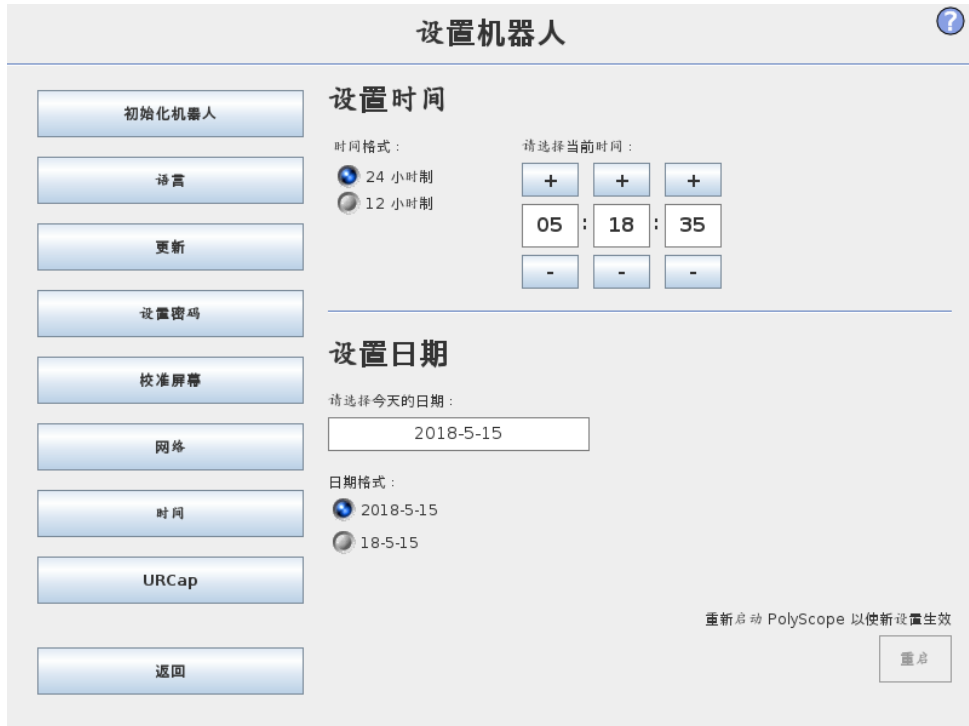 设置机器人
?
初始化机器人
语言
更新
设置密码
校准屏幕
网络
时间
URCap
返回
设置时间
时间格式：
24 小时制
12 小时制
请选择当前时间：
+ + +
05 : 18 : 35
- - -
设置日期
请选择今天的日期：
2018-5-15
日期格式：
2018-5-15
18-5-15
重新启动 PolyScope 以使新设置生效
重启